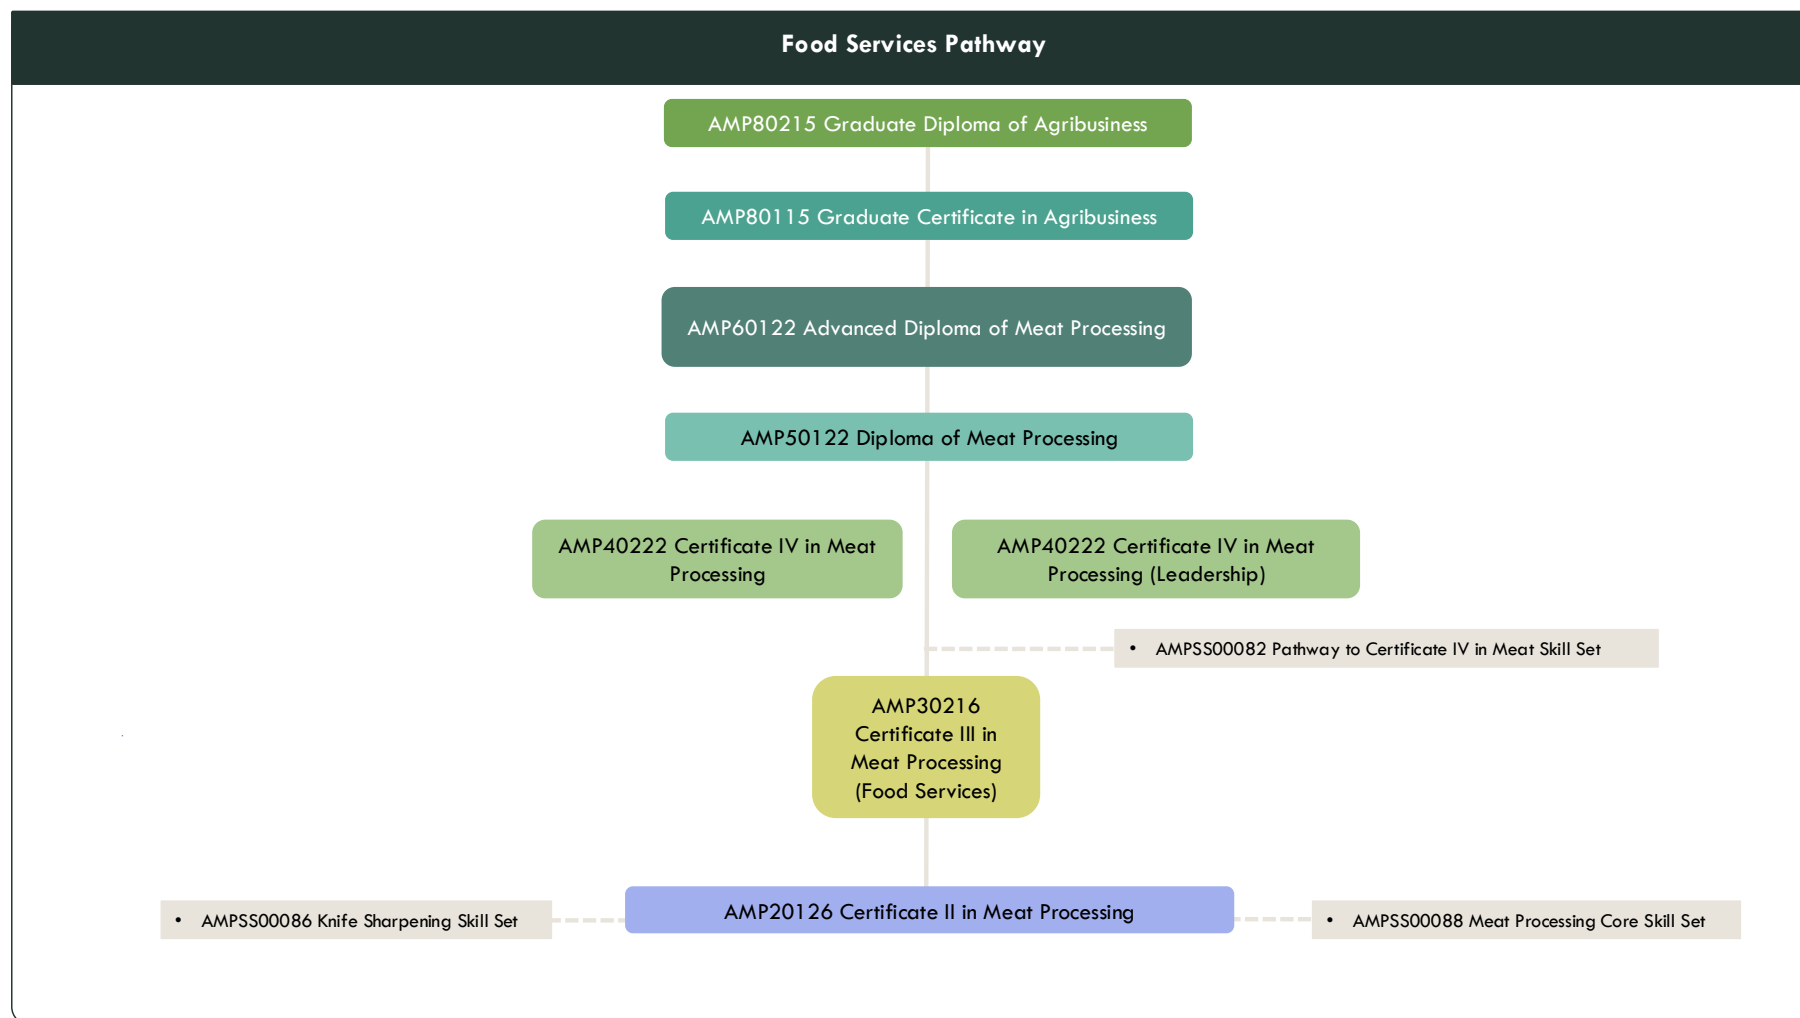 Food Services Pathway
AMP80215 Graduate Diploma of Agribusiness
AMP80115 Graduate Certificate in Agribusiness
AMP60122 Advanced Diploma of Meat Processing
AMP50122 Diploma of Meat Processing
AMP40222 Certificate IV in Meat
Processing
AMP40222 Certificate IV in Meat
Processing (Leadership)
• AMPSS00082 Pathway to Certificate IV in Meat Skill Set
AMP30216
Certificate III in
Meat Processing
(Food Services)
• AMPSS00086 Knife Sharpening Skill Set
AMP20126 Certificate II in Meat Processing
• AMPSS00088 Meat Processing Core Skill Set